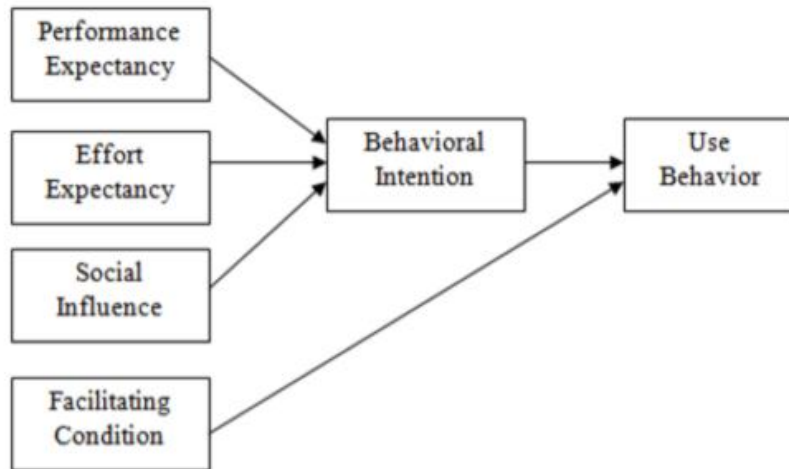 Performance
Expectancy
Effort
Expectancy
Social
Influence
Facilitating
Condition
Behavioral
Intention
Use
Behavior